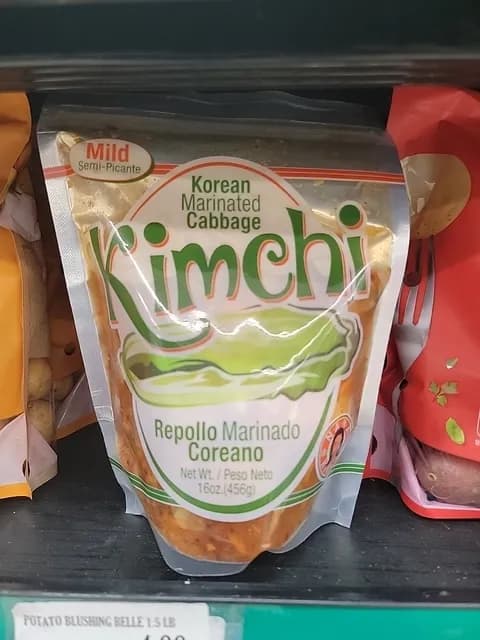 Mild
Semi-Picante
Korean
Marinated
Cabbage
Kimchi
Repollo Marinado
Coreano
Net Wt. / Peso Neto
16oz.(456g)
POTATO BLUSHING BELLE 1.5 LB